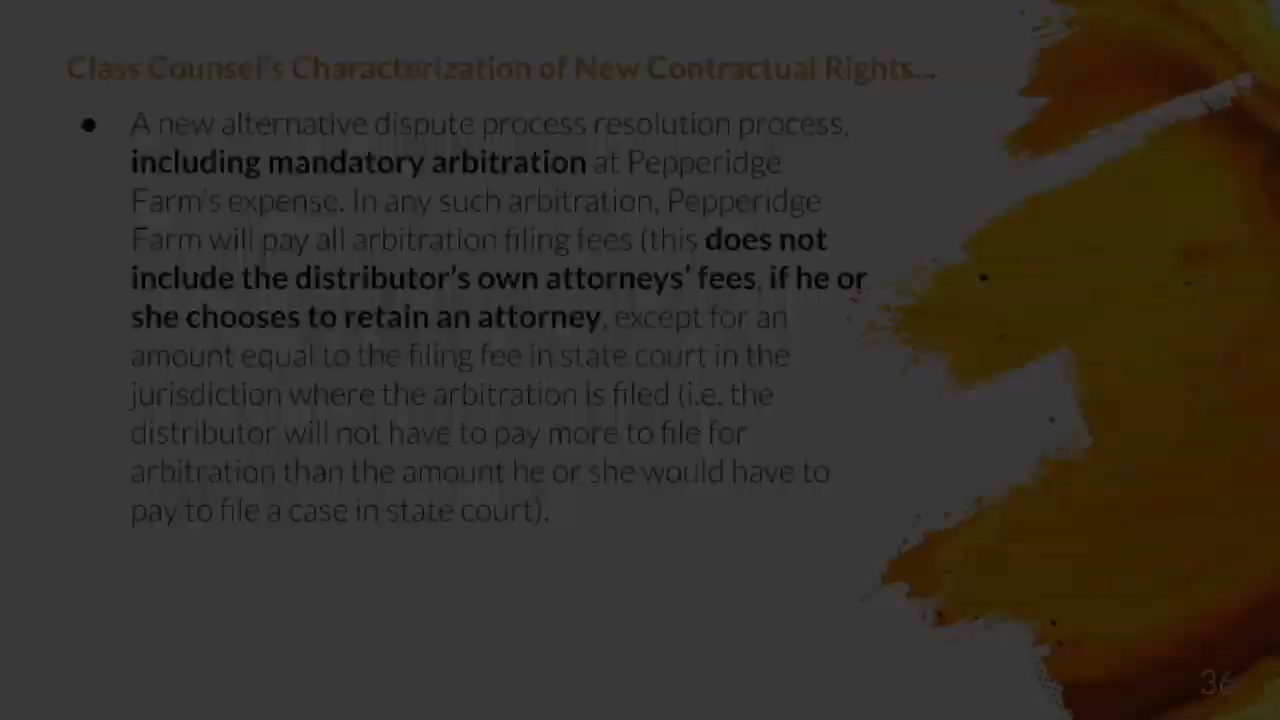 Class Counsel's Characterization of New Contractual Rights...
● A new alternative dispute process resolution process,
including mandatory arbitration at Pepperidge
Farm's expense. In any such arbitration, Pepperidge
Farm will pay all arbitration filing fees (this does not
include the distributor's own attorneys' fees, if he or
she chooses to retain an attorney, except for an
amount equal to the filing fee in state court in the
jurisdiction where the arbitration is filed (i.e. the
distributor will not have to pay more to file for
arbitration than the amount he or she would have to
pay to file a case in state court).
36